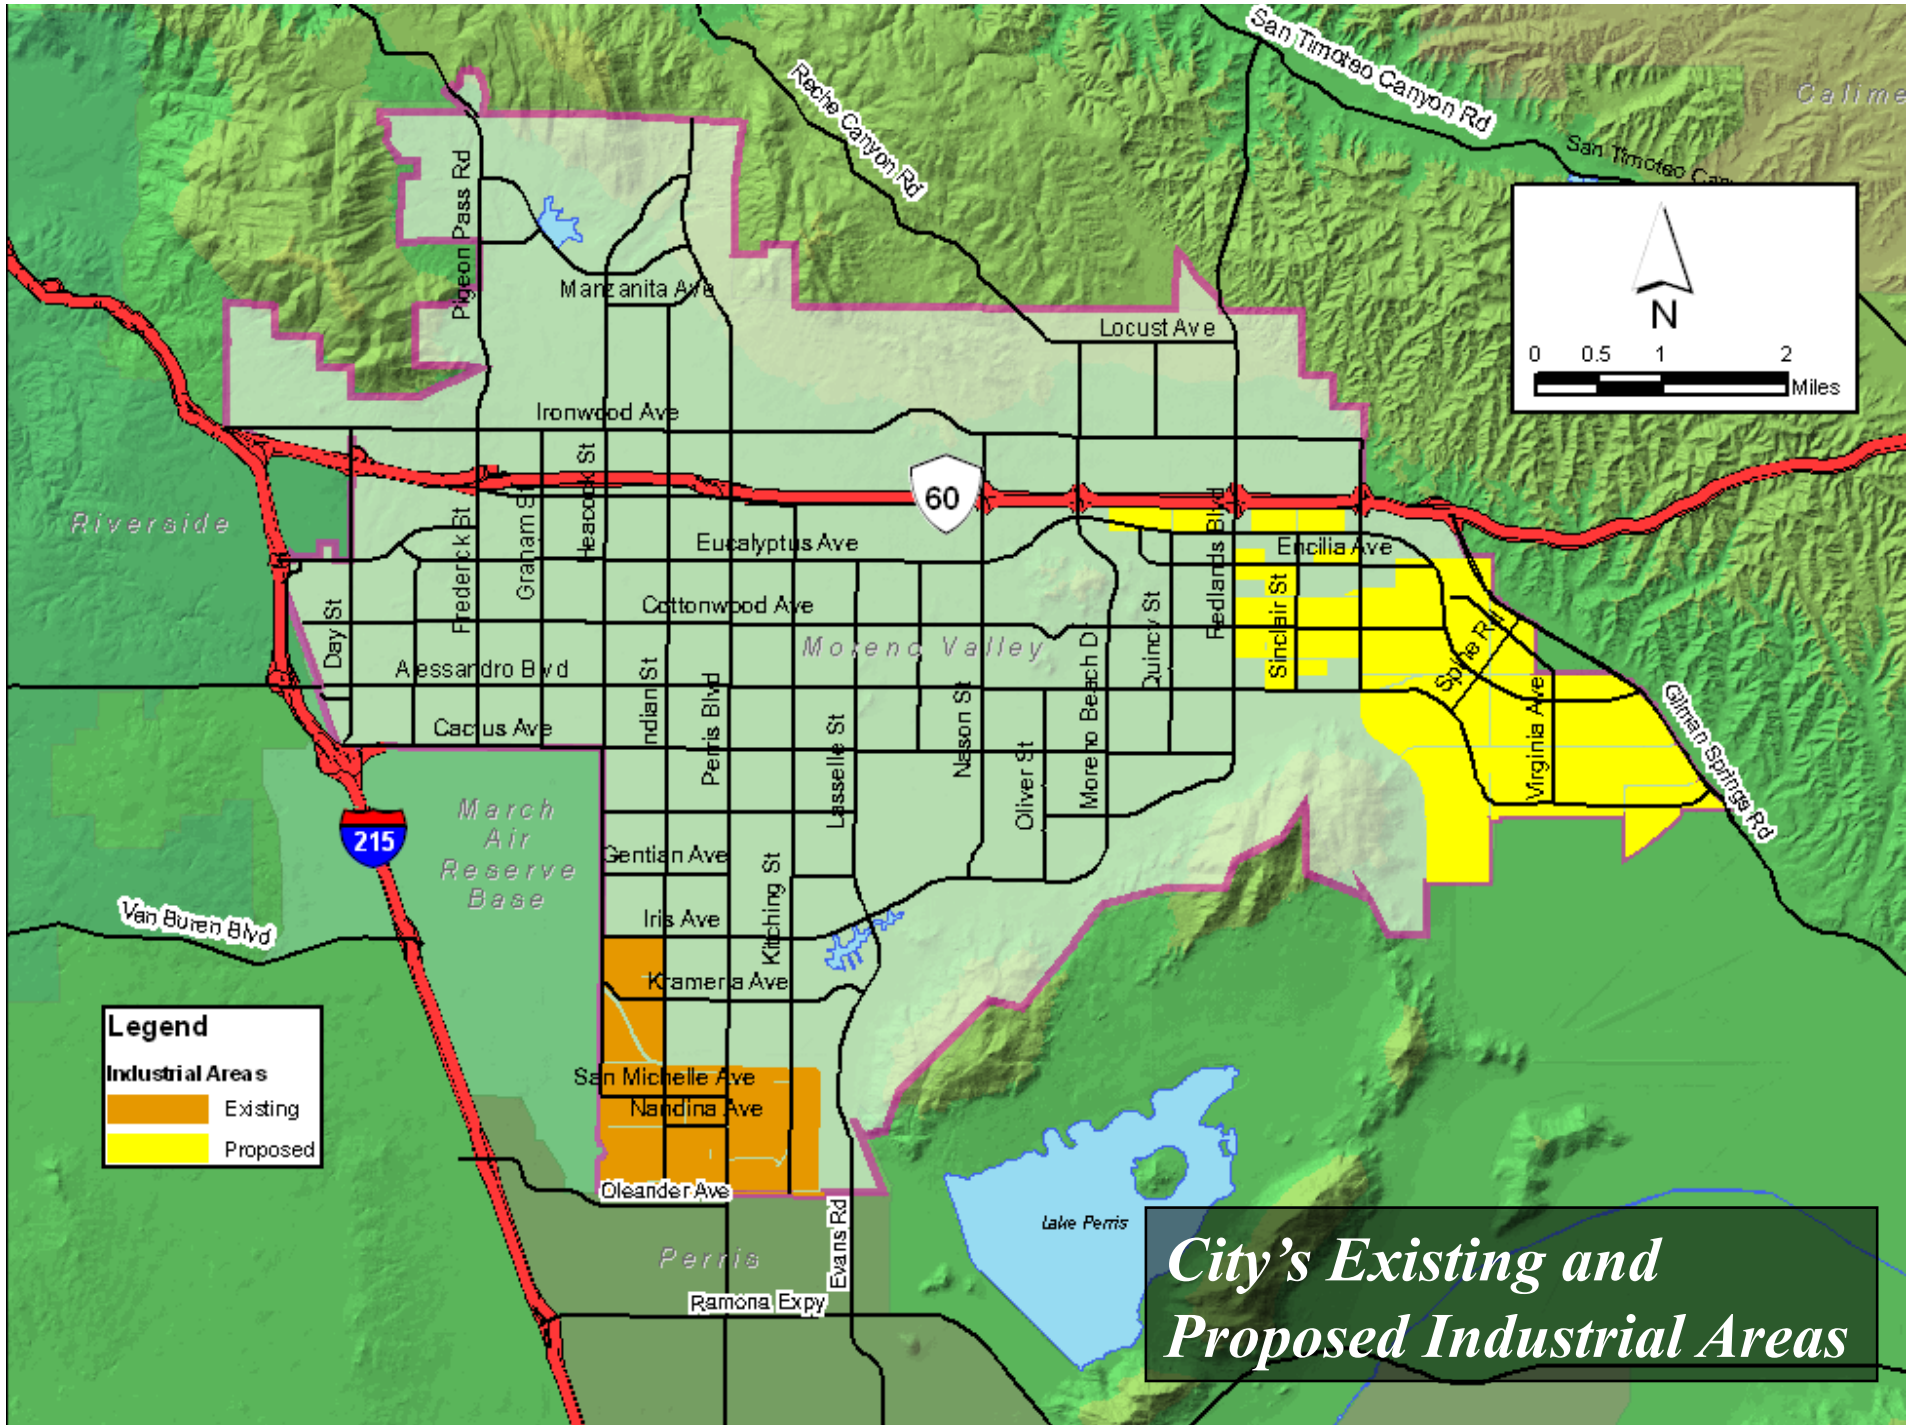 San Timoteo Canyon Rd
Reche Canyon Rd
Calime
San Timoteo Can
Pigeon Pass Rd
N
0 0.5 1 2
Miles
Manzanita Ave
Locust Ave
Ironwood Ave
Heacock St
60
Riverside
Frederick St
Graham S
Eucalyptus Ave
Redlands Blvd
Encilia Ave
Day St
Cottonwood Ave
Moreno Valley
Quincy St
Sinclair St
Spine Rd
Alessandro Blvd
Indian St
Perris Blvd
Moreno Beach D
Cactus Ave
Lasselle St
Nason St
Oliver St
Virginia Ave
Gilman Springs Rd
March
Air
Reserve
Base
215
Gentian Ave
Kitching St
Van Buren Blvd
Iris Ave
Krameria Ave
Legend
Industrial Areas
Existing
Proposed
San Michelle Ave
Nandina Ave
Oleander Ave
Evans Rd
Lake Perris
Perris
Ramona Expy
City’s Existing and
Proposed Industrial Areas